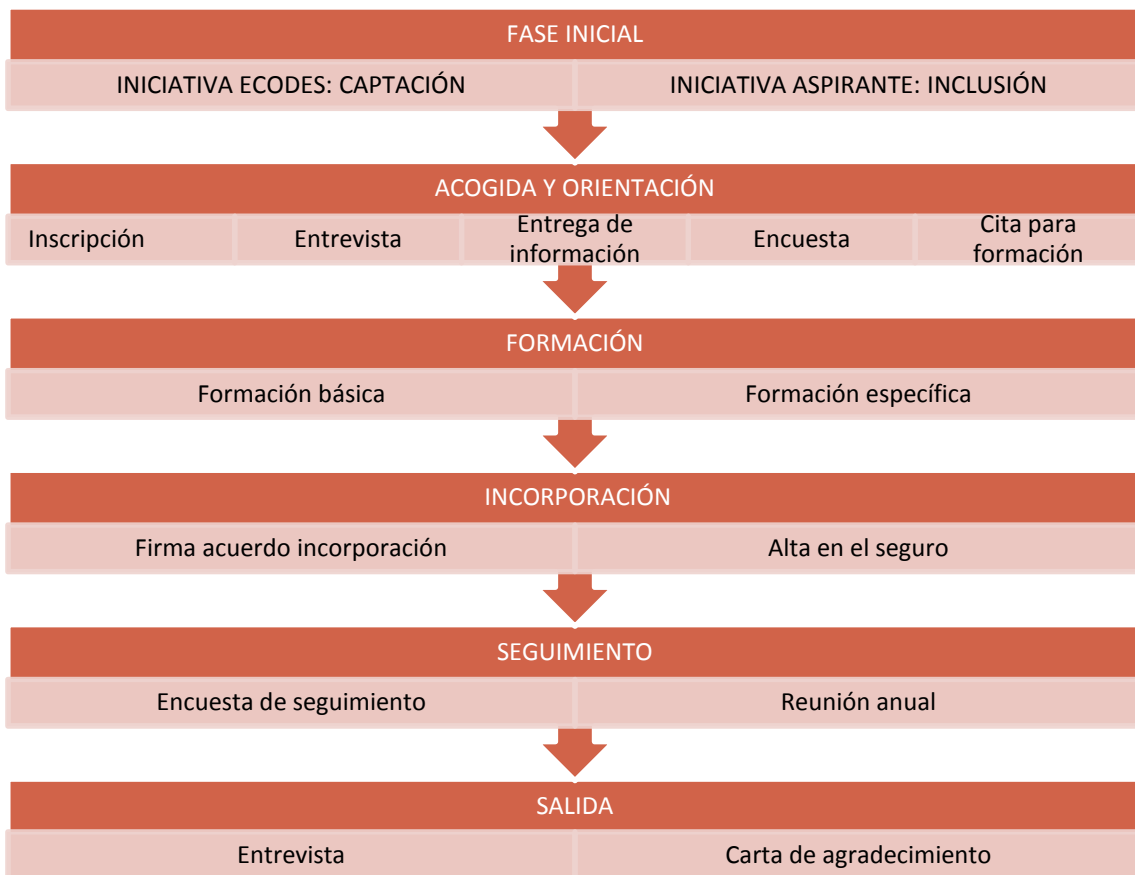 FASE INICIAL
INICIATIVA ECODES: CAPTACIÓN
INICIATIVA ASPIRANTE: INCLUSIÓN
ACOGIDA Y ORIENTACIÓN
Inscripción
Entrevista
Entrega de
información
Encuesta
Cita para
formación
FORMACIÓN
Formación básica
Formación específica
INCORPORACIÓN
Firma acuerdo incorporación
Alta en el seguro
SEGUIMIENTO
Encuesta de seguimiento
Reunión anual
SALIDA
Entrevista
Carta de agradecimiento